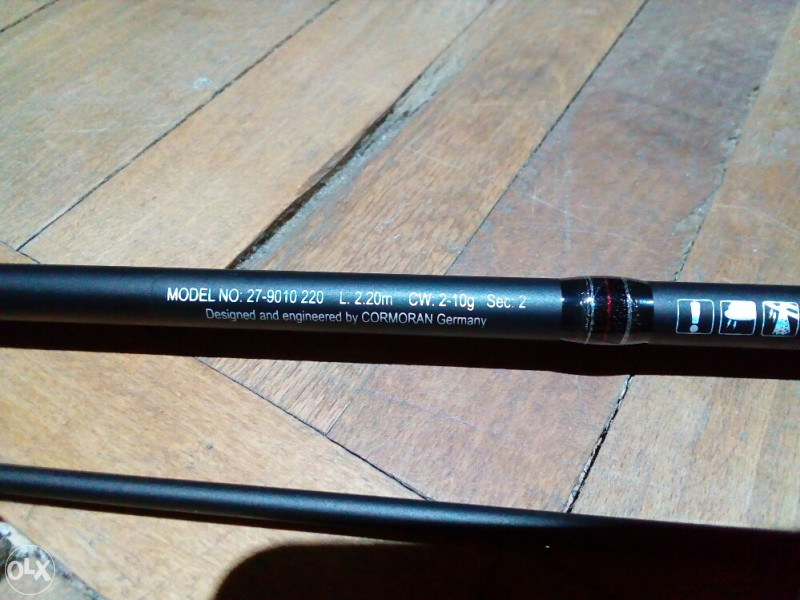 MODEL NO: 27-9010 220 L: 2.20m CW: 2-10g Sec: 2
Designed and engineered by CORMORAN Germany
OLX